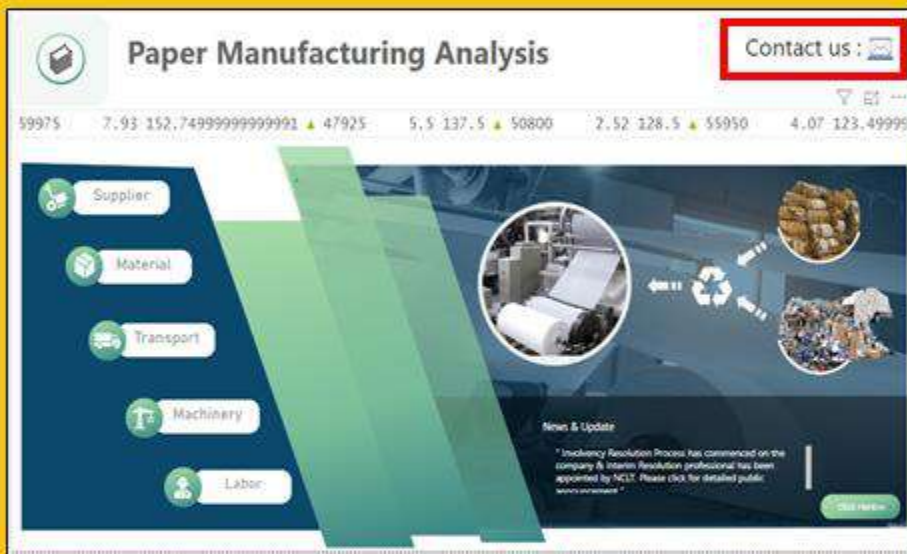 Paper Manufacturing Analysis
Contact us :
59975 7.93 152.74999999999991 ▲ 47925 5.5 137.5 ▲ 50800 2.52 128.5 ▲ 55950 4.07 123.49999
Supplier
Material
Transport
Machinery
Labor
News & Update
" Insolvency Resolution Process has commenced on the
company & Interim Resolution professional has been
appointed by NCLT. Please click for detailed public
announcement "